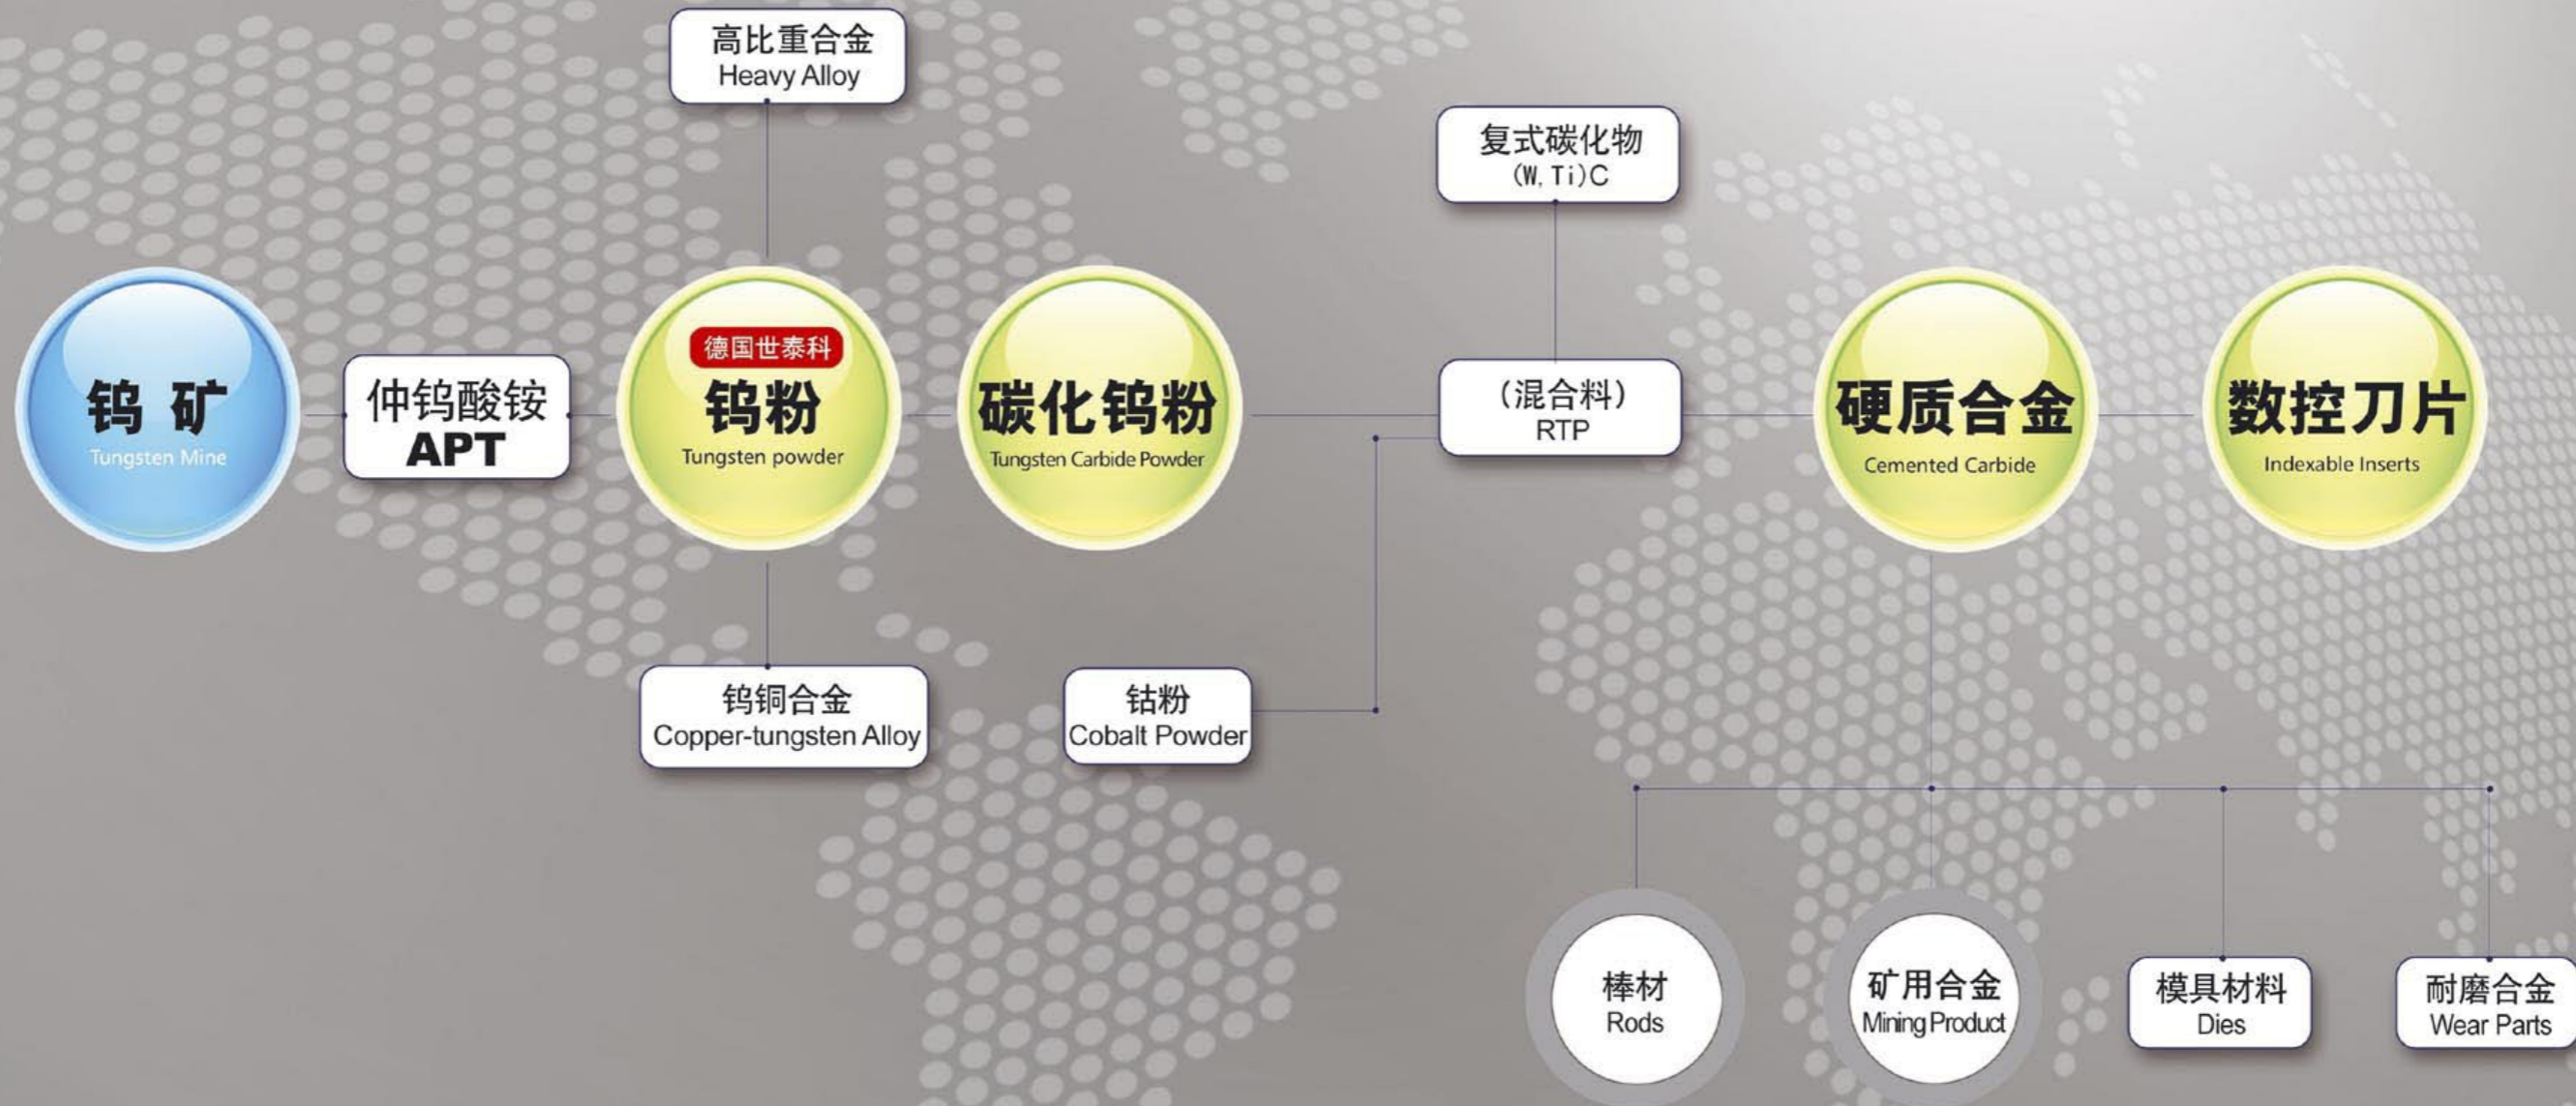 高比重合金
Heavy Alloy
复式碳化物
(W, Ti)C
钨 矿
Tungsten Mine
仲钨酸铵
APT
德国世泰科
钨粉
Tungsten powder
碳化钨粉
Tungsten Carbide Powder
(混合料)
RTP
硬质合金
Cemented Carbide
数控刀片
Indexable Inserts
钨铜合金
Copper-tungsten Alloy
钴粉
Cobalt Powder
棒材
Rods
矿用合金
Mining Product
模具材料
Dies
耐磨合金
Wear Parts